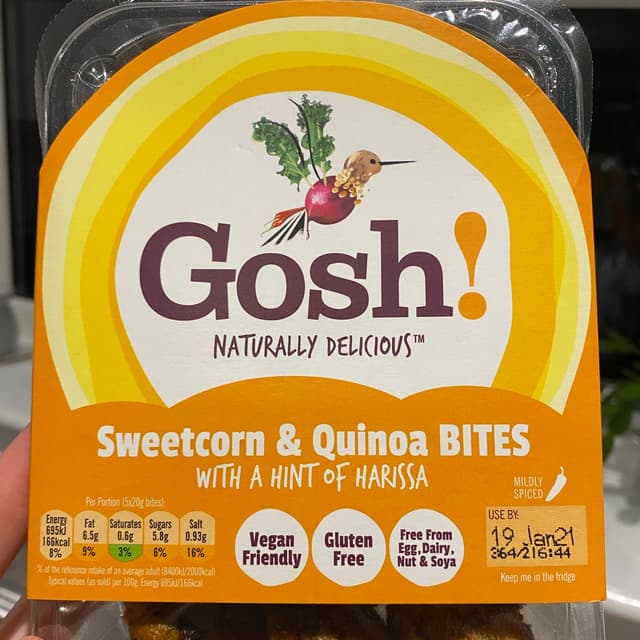 Gosh!
NATURALLY DELICIOUS™
Sweetcorn & Quinoa BITES
WITH A HINT OF HARISSA
MILDLY
SPICED
Per Portion (5x20g bites):
Energy
695kJ
166kcal
8%
Fat
6.5g
9%
Saturates
0.6g
3%
Sugars
5.8g
6%
Salt
0.93g
16%
% of the reference intake of an average adult (8400kJ/2000kcal)
Typical values (as sold) per 100g: Energy 695kJ/166kcal
Vegan
Friendly
Gluten
Free
Free From
Egg, Dairy,
Nut & Soya
USE BY:
19 Jan21
364/216:44
Keep me in the fridge